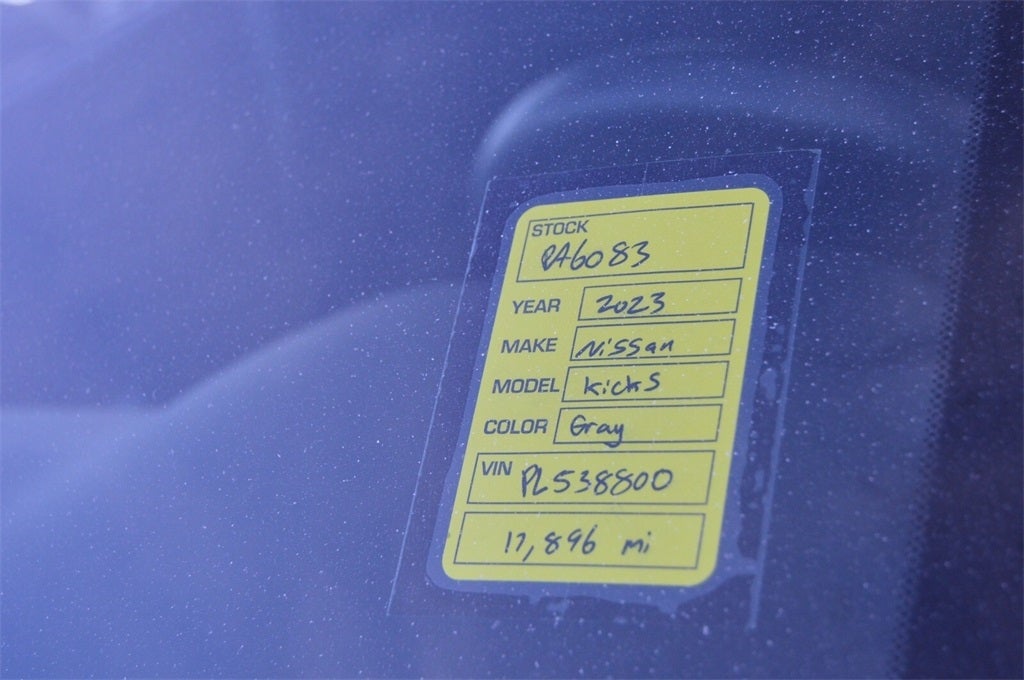 STOCK
RA6083
YEAR 2023
MAKE Nissan
MODEL kicks
COLOR Gray
VIN PL538800
17,896 mi